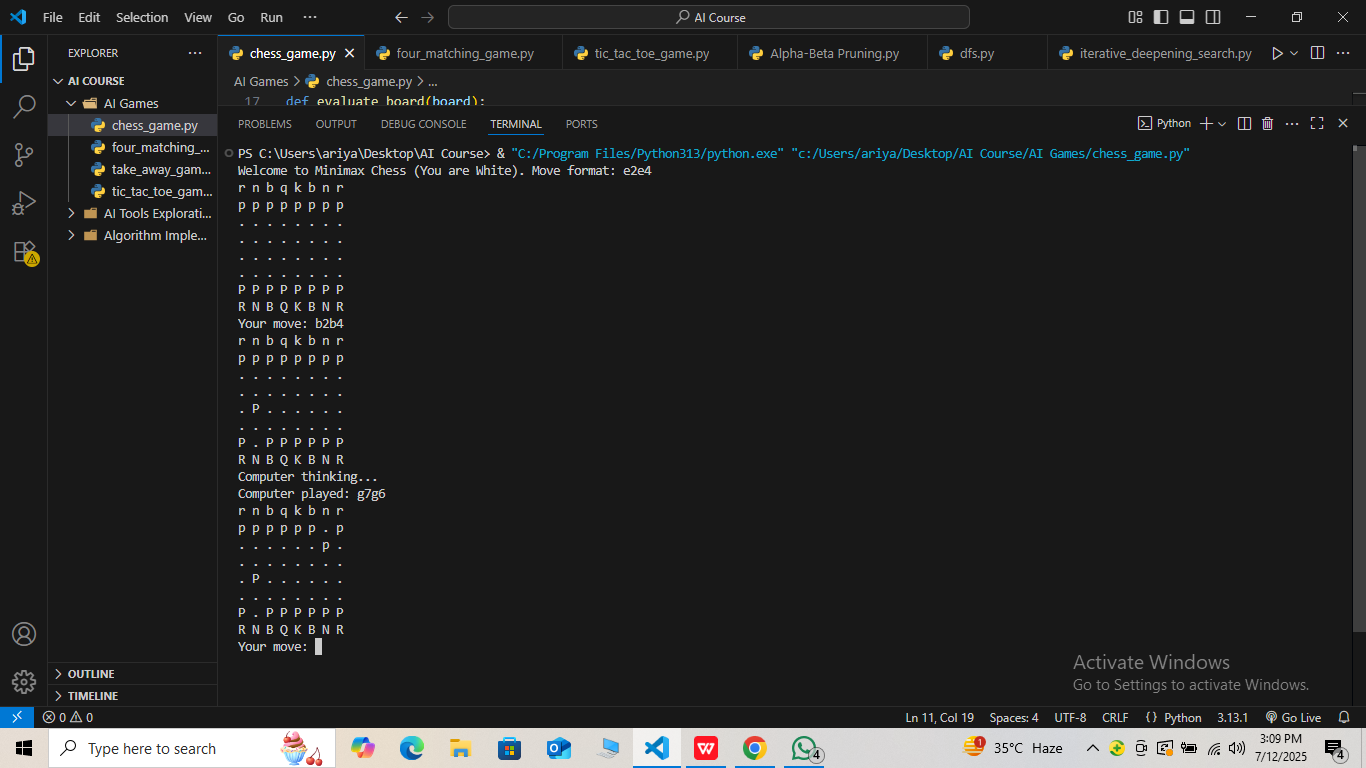 File Edit Selection View Go Run ··· AI Course
EXPLORER ···
AI COURSE
AI Games
chess_game.py
four_matching_...
take_away_gam...
tic_tac_toe_gam...
AI Tools Explorati...
Algorithm Imple...
OUTLINE
TIMELINE
chess_game.py four_matching_game.py tic_tac_toe_game.py Alpha-Beta Pruning.py dfs.py iterative_deepening_search.py ···
AI Games > chess_game.py > ...
17 def evaluate_board(board):
PROBLEMS OUTPUT DEBUG CONSOLE TERMINAL PORTS Python ···
PS C:\Users\ariya\Desktop\AI Course> & "C:/Program Files/Python313/python.exe" "c:/Users/ariya/Desktop/AI Course/AI Games/chess_game.py"
Welcome to Minimax Chess (You are White). Move format: e2e4
r n b q k b n r
p p p p p p p p
. . . . . . . .
. . . . . . . .
. . . . . . . .
. . . . . . . .
P P P P P P P P
R N B Q K B N R
Your move: b2b4
r n b q k b n r
p p p p p p p p
. . . . . . . .
. . . . . . . .
. P . . . . . .
. . . . . . . .
P . P P P P P P
R N B Q K B N R
Computer thinking...
Computer played: g7g6
r n b q k b n r
p p p p p p . p
. . . . . . p .
. . . . . . . .
. P . . . . . .
. . . . . . . .
P . P P P P P P
R N B Q K B N R
Your move:
Activate Windows
Go to Settings to activate Windows.
0 0 Ln 11, Col 19 Spaces: 4 UTF-8 CRLF {} Python 3.13.1 Go Live
Type here to search 4 1 35°C Haze 3:09 PM 4
7/12/2025